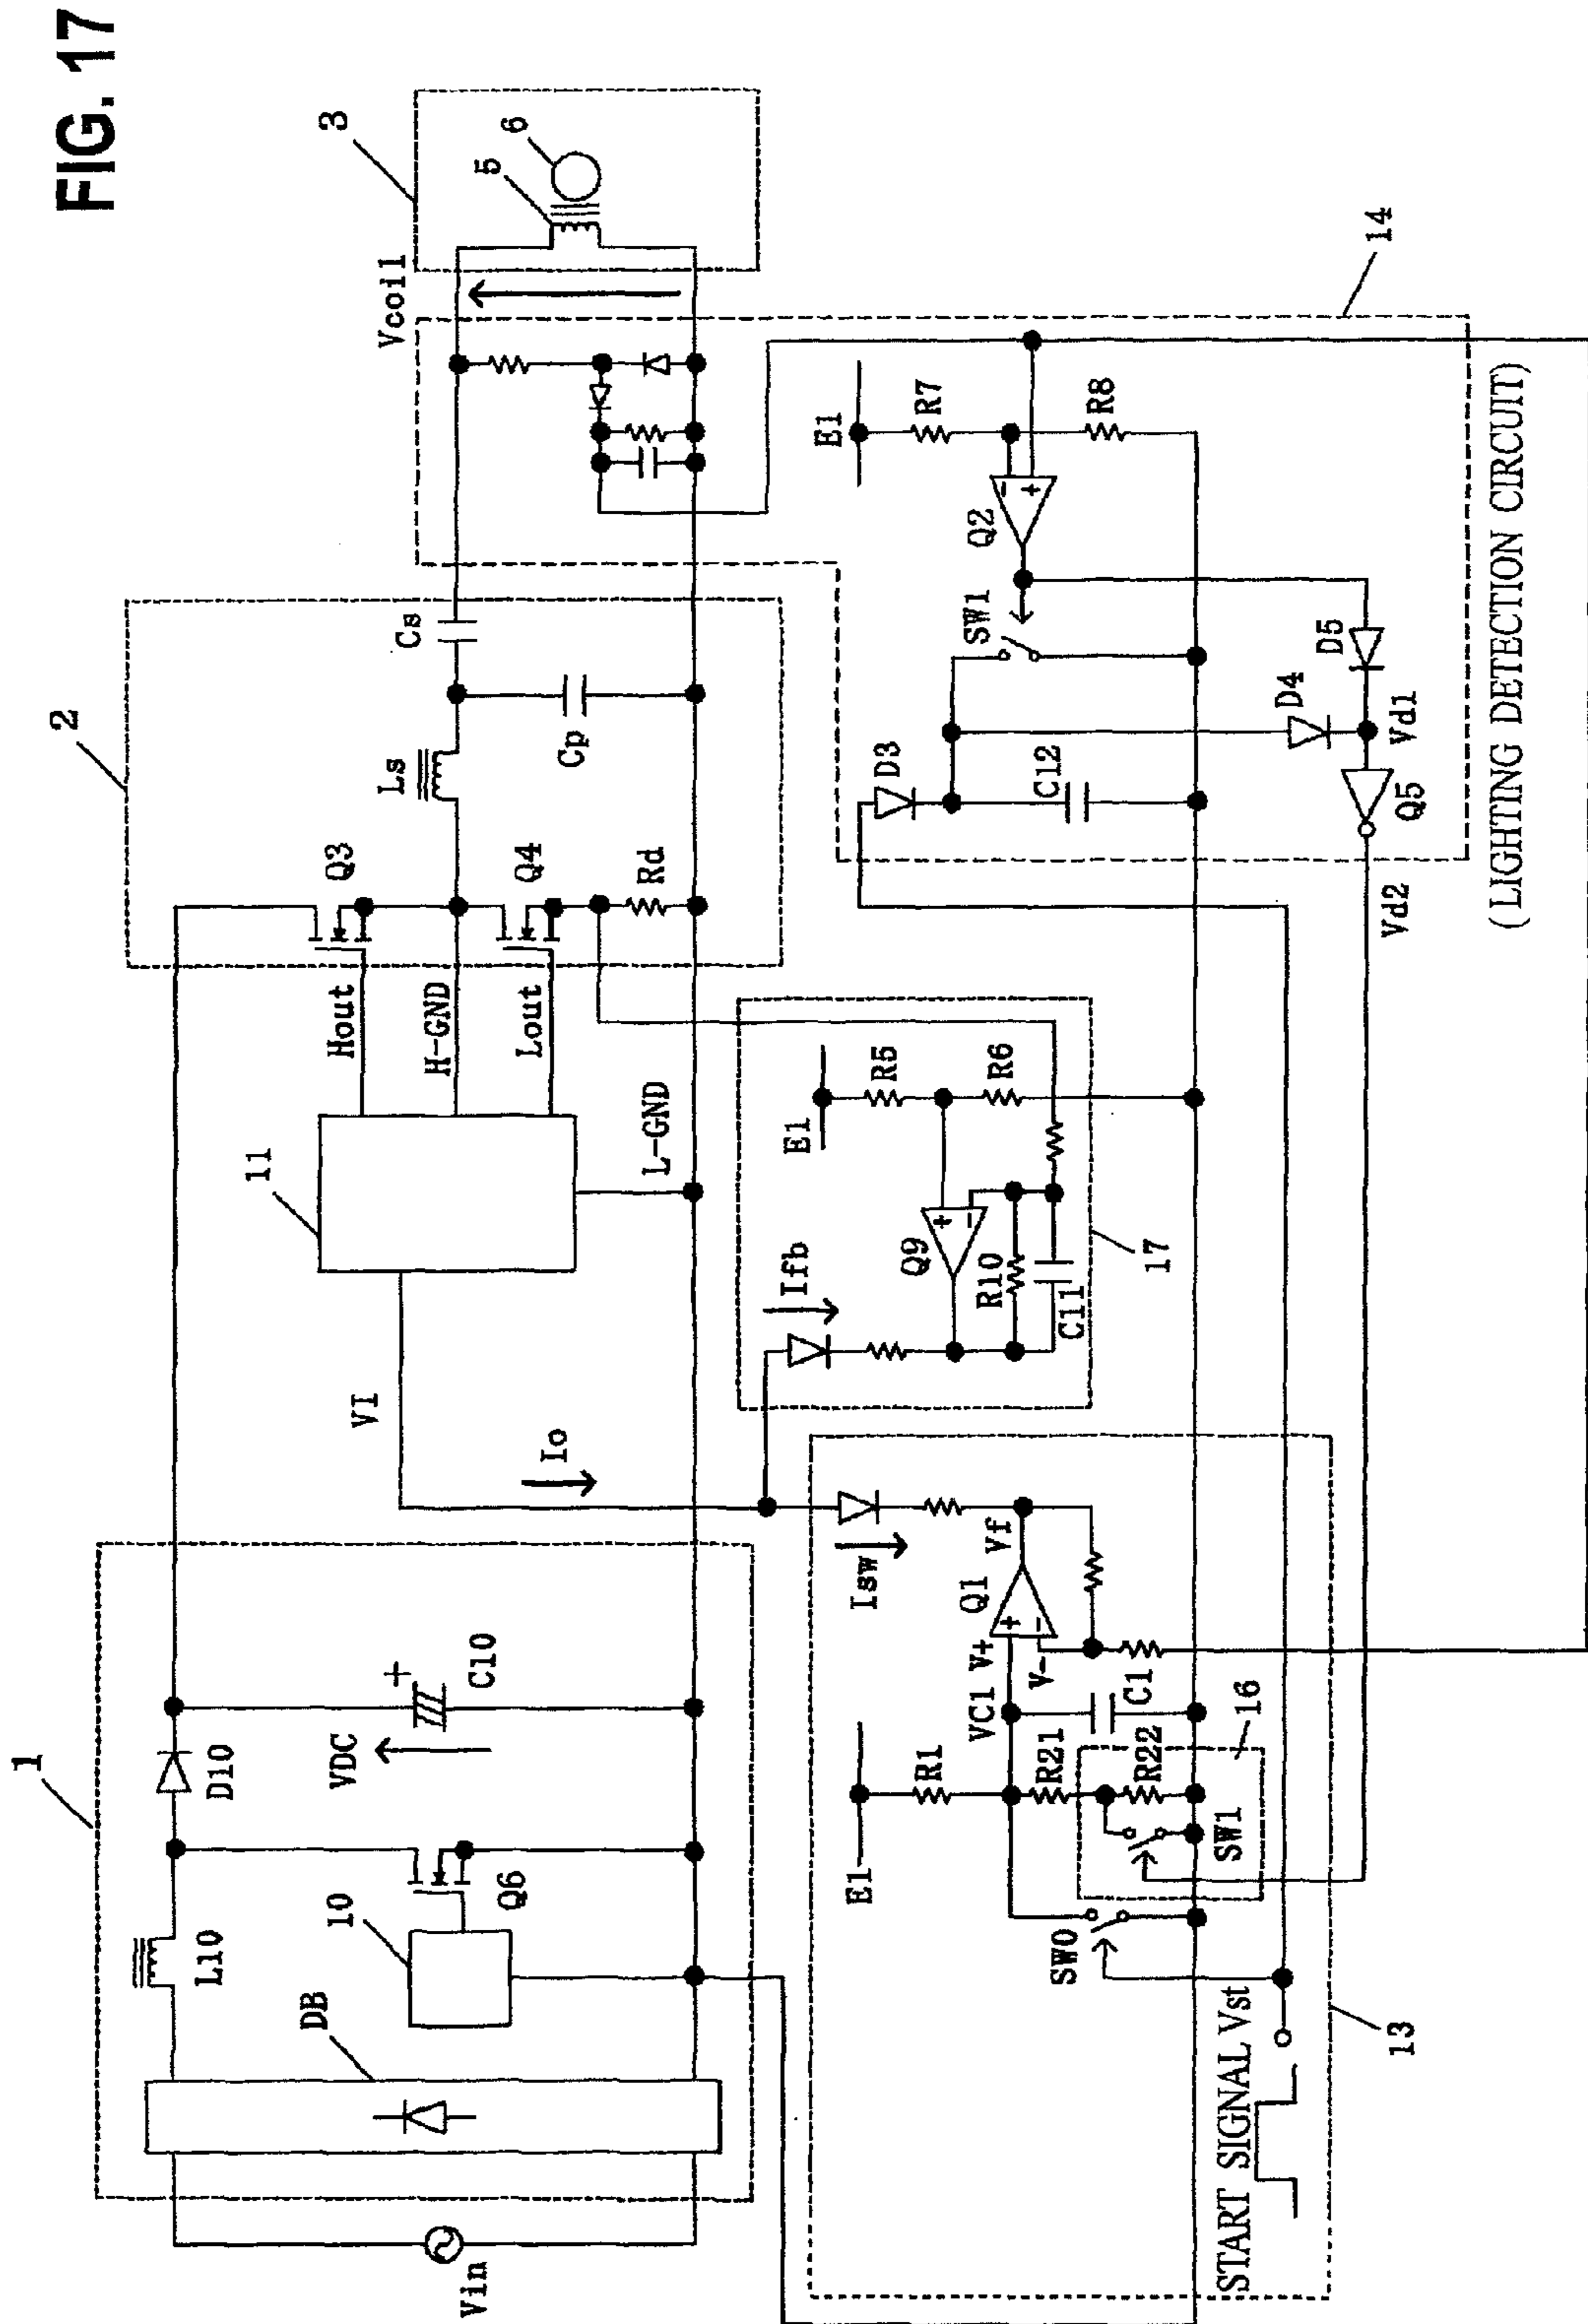 FIG. 17
1
2
3
Vin
DB
L10
10
Q6
D10
VDC
+
C10
VI
Io
11
Hout
H-GND
Lout
L-GND
Q3
Q4
Rd
Ls
Cp
Cs
Vcoil
5
6
Ifb
Q9
+
−
R10
C11
E1
R5
R6
17
D3
C12
SW1
Q2
−
+
E1
R7
R8
D4
D5
Vd1
Q5
Vd2
14
(LIGHTING DETECTION CIRCUIT)
START SIGNAL Vst
SW0
E1
R1
R21
R22
SW1
16
VC1
V+
V-
+
−
C1
Q1
Vf
Isw
13